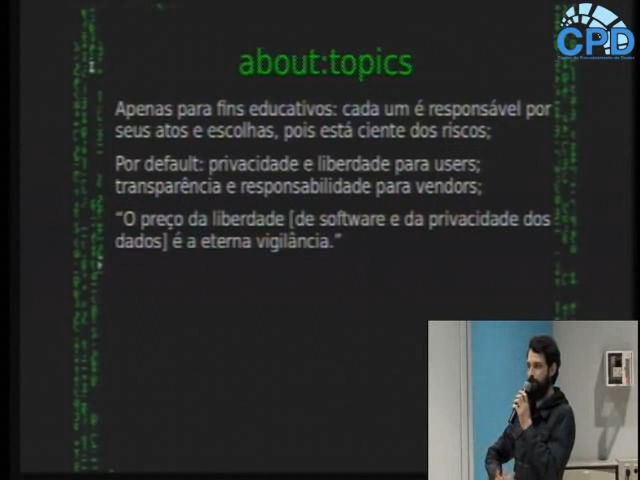 about:topics
CPD
Apenas para fins educativos: cada um é responsável por
seus atos e escolhas, pois está ciente dos riscos;
Por default: privacidade e liberdade para users;
transparência e responsabilidade para vendors;
“O preço da liberdade [de software e da privacidade dos
dados] é a eterna vigilância.”